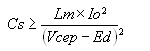 Cs ≥ Lm × Io² / (Vcep − Ed)²